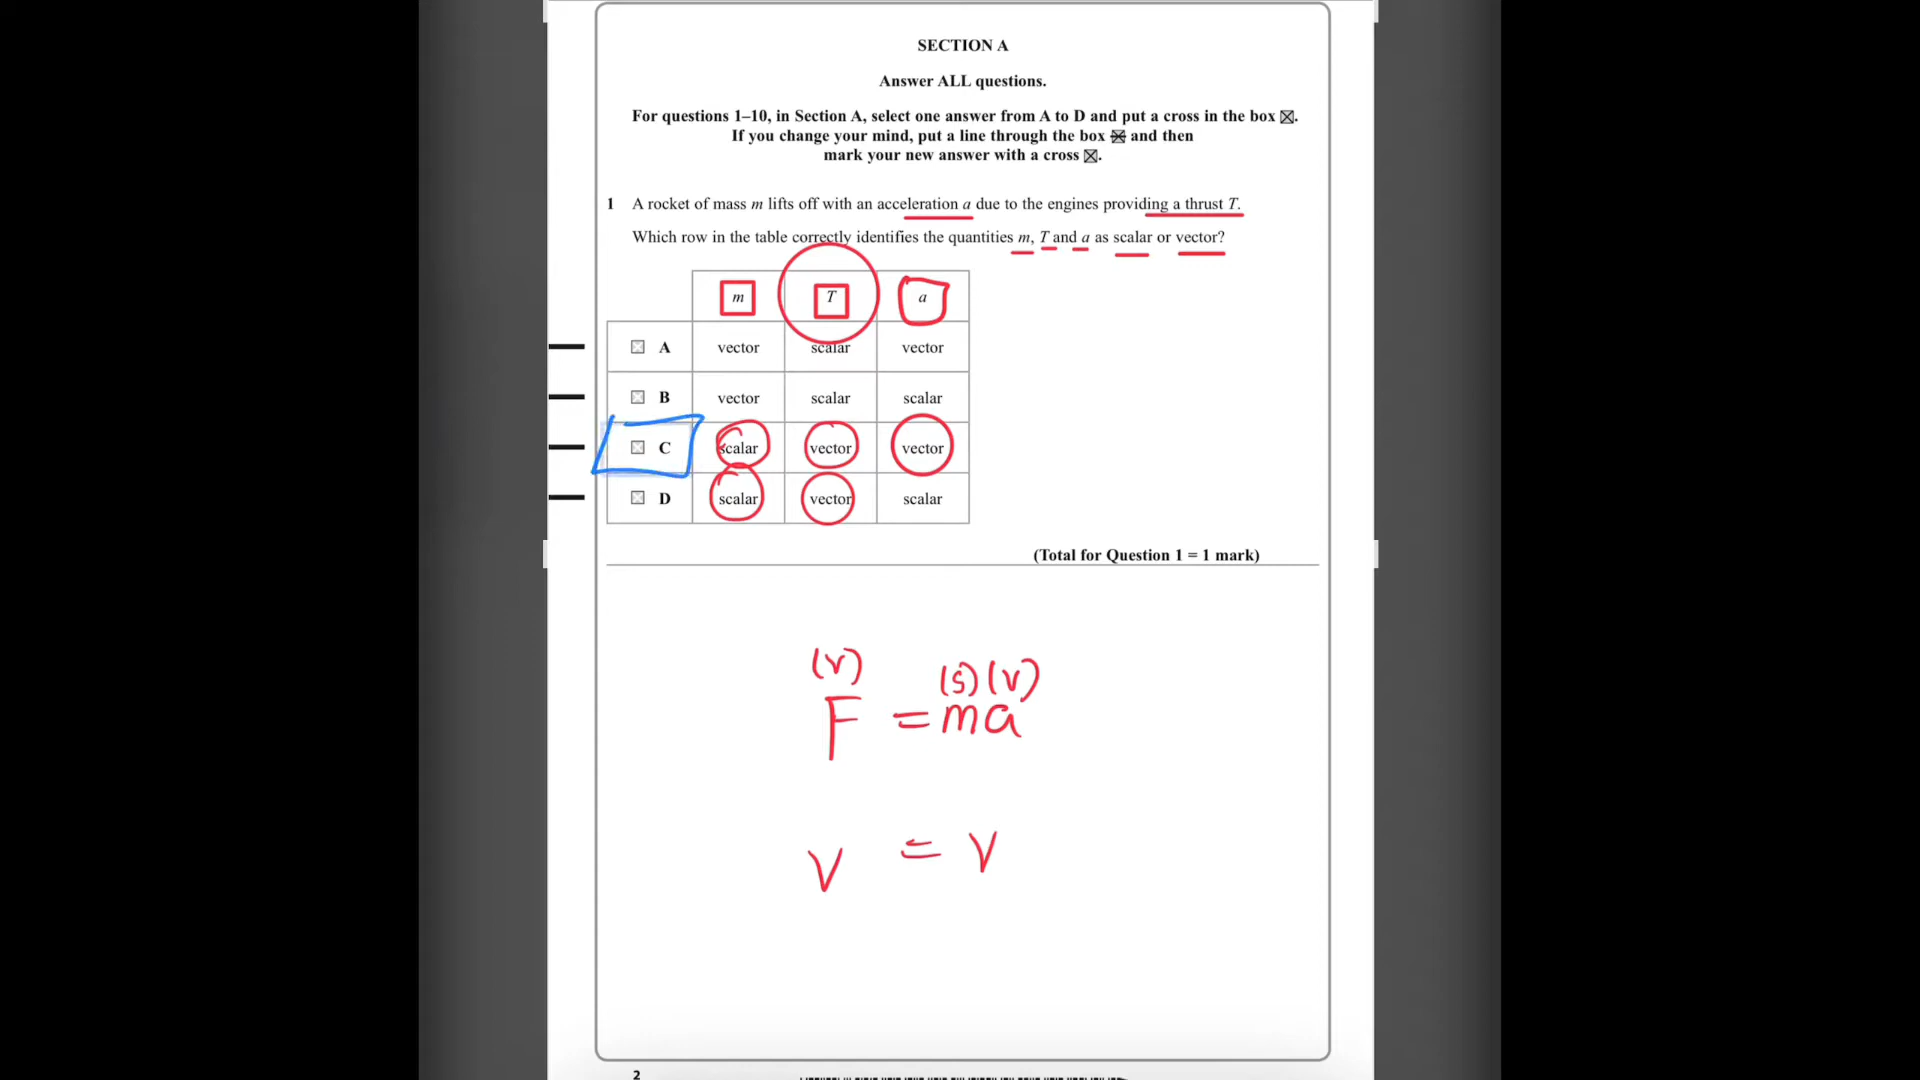 SECTION A
Answer ALL questions.
For questions 1–10, in Section A, select one answer from A to D and put a cross in the box ☒.
If you change your mind, put a line through the box and then
mark your new answer with a cross ☒.
1 A rocket of mass m lifts off with an acceleration a due to the engines providing a thrust T.
Which row in the table correctly identifies the quantities m, T and a as scalar or vector?
m T a
☒ A vector scalar vector
☒ B vector scalar scalar
☒ C scalar vector vector
☒ D scalar vector scalar
(Total for Question 1 = 1 mark)
(v) (s) (v)
F = ma
v = v
2